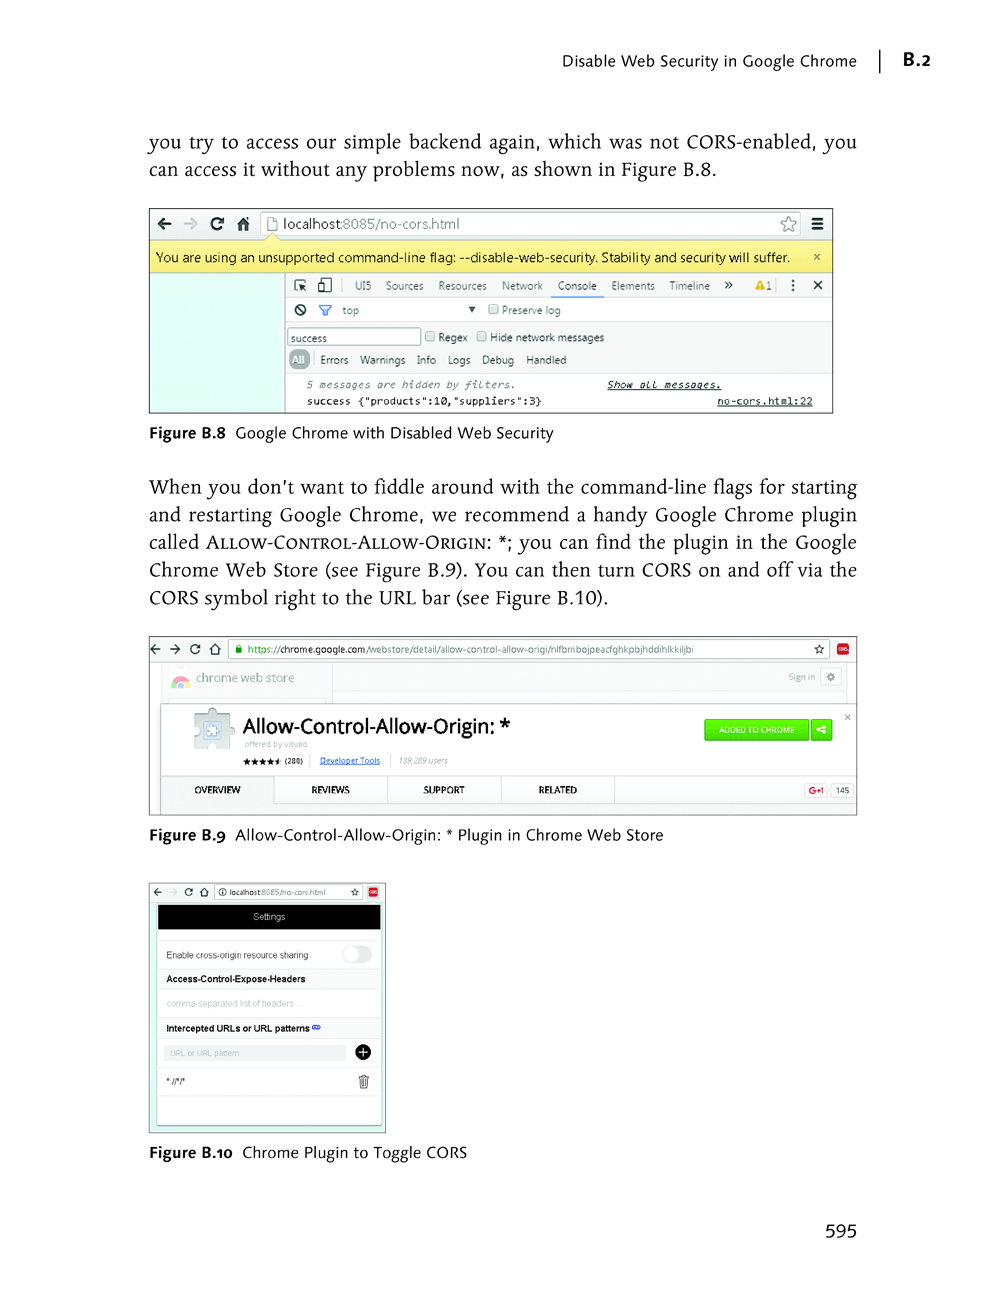 Disable Web Security in Google Chrome B.2
you try to access our simple backend again, which was not CORS-enabled, you
can access it without any problems now, as shown in Figure B.8.
localhost:8085/no-cors.html
You are using an unsupported command-line flag: --disable-web-security. Stability and security will suffer. ×
UI5 Sources Resources Network Console Elements Timeline » 1
top Preserve log
success Regex Hide network messages
All Errors Warnings Info Logs Debug Handled
5 messages are hidden by filters. Show all messages.
success {"products":10,"suppliers":3} no-cors.html:22
Figure B.8 Google Chrome with Disabled Web Security
When you don't want to fiddle around with the command-line flags for starting
and restarting Google Chrome, we recommend a handy Google Chrome plugin
called ALLOW-CONTROL-ALLOW-ORIGIN: *; you can find the plugin in the Google
Chrome Web Store (see Figure B.9). You can then turn CORS on and off via the
CORS symbol right to the URL bar (see Figure B.10).
https://chrome.google.com/webstore/detail/allow-control-allow-origi/nlfbmbojpeacfghkpbjhddihlkkiljbi CORS
chrome web store Sign in
Allow-Control-Allow-Origin: * ADDED TO CHROME
offered by vitvad
(280) Developer Tools 139,289 users
OVERVIEW REVIEWS SUPPORT RELATED G+1 145
Figure B.9 Allow-Control-Allow-Origin: * Plugin in Chrome Web Store
localhost:8085/no-cors.html CORS
Settings
Enable cross-origin resource sharing
Access-Control-Expose-Headers
comma-separated list of headers ...
Intercepted URLs or URL patterns
URL or URL pattern
*://*/*
Figure B.10 Chrome Plugin to Toggle CORS
595